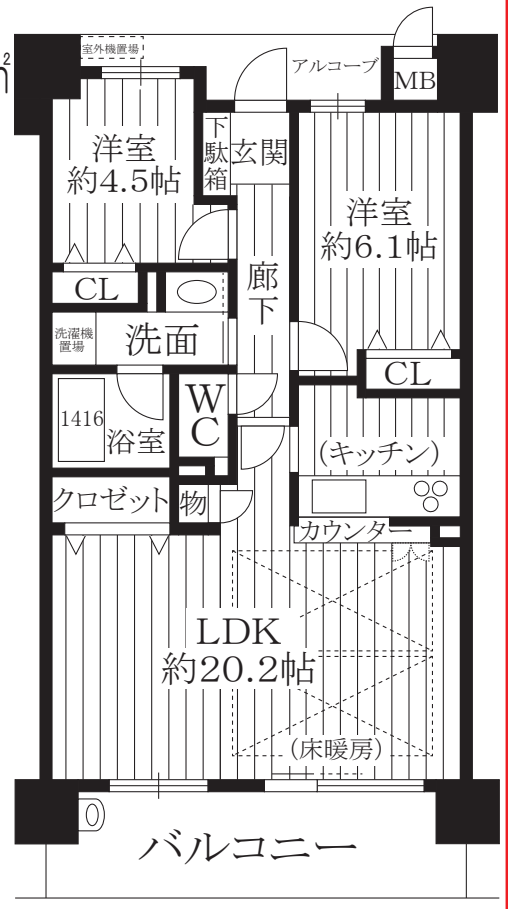 ㎡
室外機置場
アルコーブ
MB
洋室
約4.5帖
下駄箱
玄関
洋室
約6.1帖
廊下
CL
洗濯機
置場
洗面
CL
WC
1416
浴室
(キッチン)
クロゼット
物
カウンター
LDK
約20.2帖
(床暖房)
バルコニー